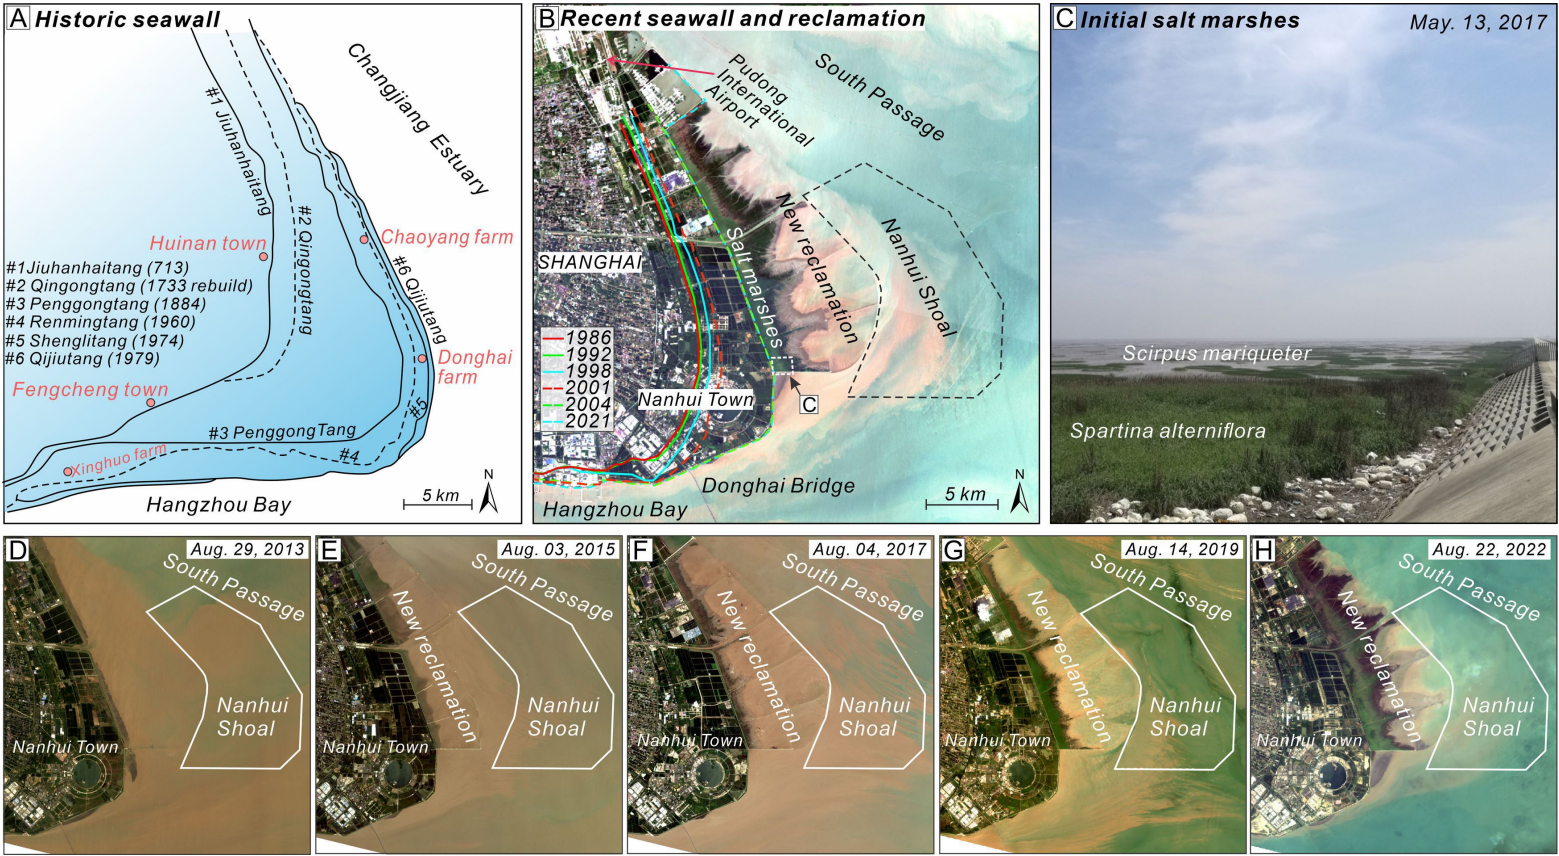 A Historic seawall
Changjiang Estuary
#1 Jiuhanhaitang
#2 Qingongtang
Huinan town
Chaoyang farm
#6 Qijiutang
#1Jiuhanhaitang (713)
#2 Qingongtang (1733 rebuild)
#3 Penggongtang (1884)
#4 Renmingtang (1960)
#5 Shenglitang (1974)
#6 Qijiutang (1979)
Donghai
farm
Fengcheng town
#5
#3 PenggongTang
#4
Xinghuo farm
Hangzhou Bay
5 km
N
B Recent seawall and reclamation
South Passage
Pudong
International
Airport
New reclamation
Nanhui Shoal
Salt marshes
SHANGHAI
1986
1992
1998
2001
2004
2021
Nanhui Town
C
Donghai Bridge
Hangzhou Bay
5 km
N
C Initial salt marshes
May. 13, 2017
Scirpus mariqueter
Spartina alterniflora
D
Aug. 29, 2013
South Passage
Nanhui
Shoal
Nanhui Town
E
Aug. 03, 2015
South Passage
New reclamation
Nanhui
Shoal
Nanhui Town
F
Aug. 04, 2017
South Passage
New reclamation
Nanhui
Shoal
Nanhui Town
G
Aug. 14, 2019
South Passage
New reclamation
Nanhui
Shoal
Nanhui Town
H
Aug. 22, 2022
South Passage
New reclamation
Nanhui
Shoal
Nanhui Town